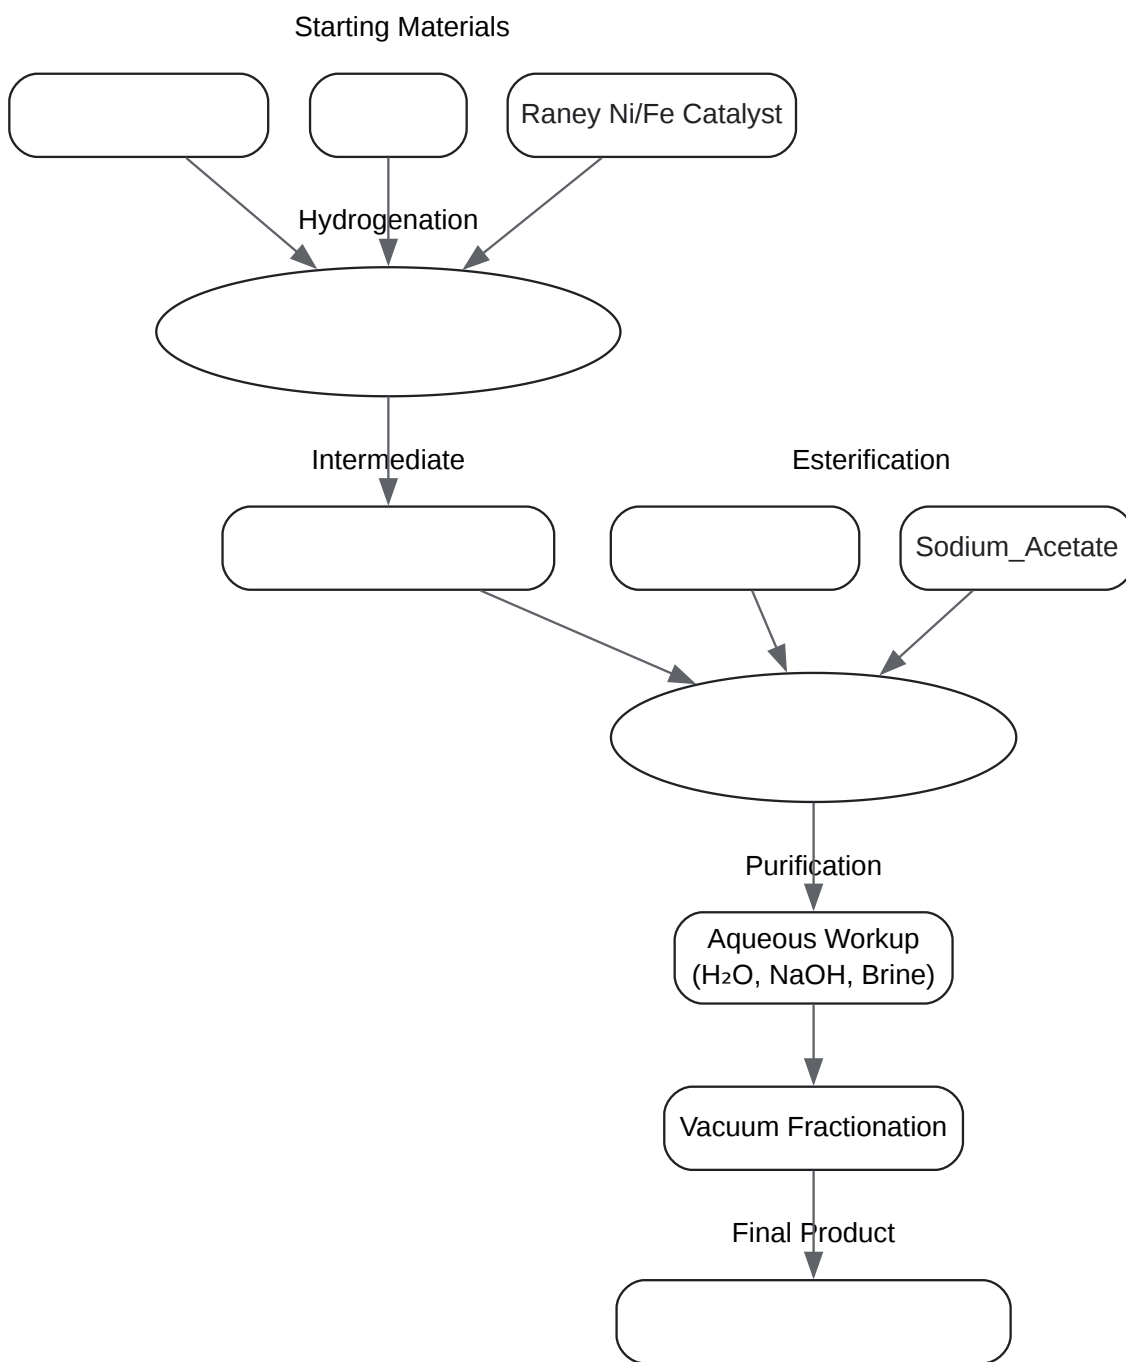 Starting Materials
Raney Ni/Fe Catalyst
Hydrogenation
Intermediate
Esterification
Sodium_Acetate
Purification
Aqueous Workup
(H₂O, NaOH, Brine)
Vacuum Fractionation
Final Product